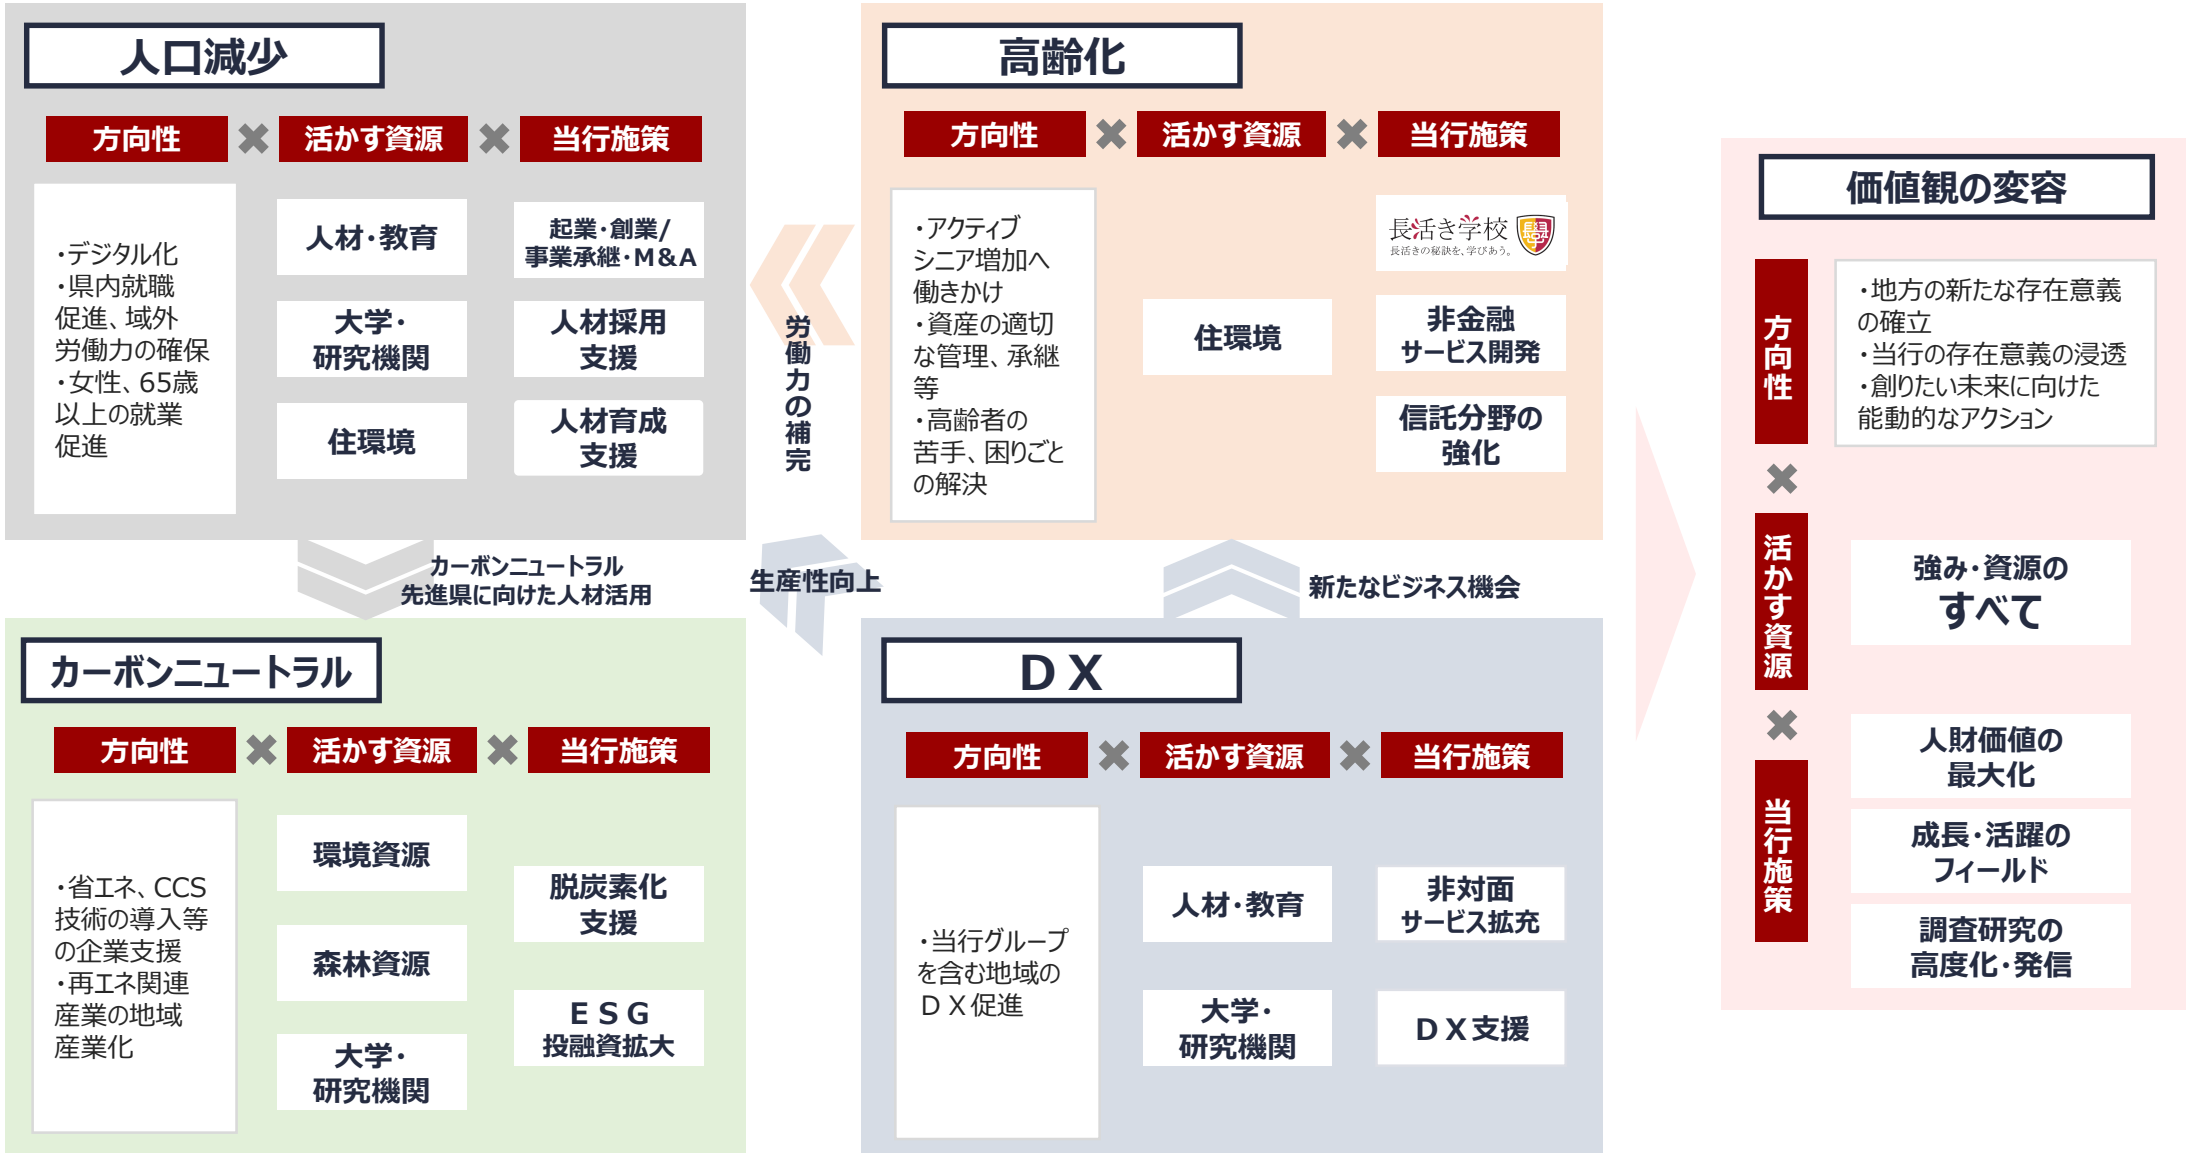 人口減少
方向性
活かす資源
当行施策
・デジタル化
・県内就職
促進、域外
労働力の確保
・女性、65歳
以上の就業
促進
人材・教育
大学・
研究機関
住環境
起業・創業/
事業承継・M&A
人材採用
支援
人材育成
支援
労働力の補完
高齢化
方向性
活かす資源
当行施策
・アクティブ
シニア増加へ
働きかけ
・資産の適切
な管理、承継
等
・高齢者の
苦手、困りごと
の解決
住環境
長活き学校
長活きの秘訣を、学びあう。
非金融
サービス開発
信託分野の
強化
カーボンニュートラル
先進県に向けた人材活用
生産性向上
新たなビジネス機会
カーボンニュートラル
方向性
活かす資源
当行施策
・省エネ、CCS
技術の導入等
の企業支援
・再エネ関連
産業の地域
産業化
環境資源
森林資源
大学・
研究機関
脱炭素化
支援
ＥＳＧ
投融資拡大
ＤＸ
方向性
活かす資源
当行施策
・当行グループ
を含む地域の
ＤＸ促進
人材・教育
大学・
研究機関
非対面
サービス拡充
ＤＸ支援
価値観の変容
方向性
・地方の新たな存在意義
の確立
・当行の存在意義の浸透
・創りたい未来に向けた
能動的なアクション
活かす資源
強み・資源の
すべて
当行施策
人財価値の
最大化
成長・活躍の
フィールド
調査研究の
高度化・発信